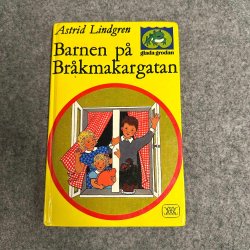 Astrid Lindgren
Barnen på
Bråkmakargatan
glada grodan